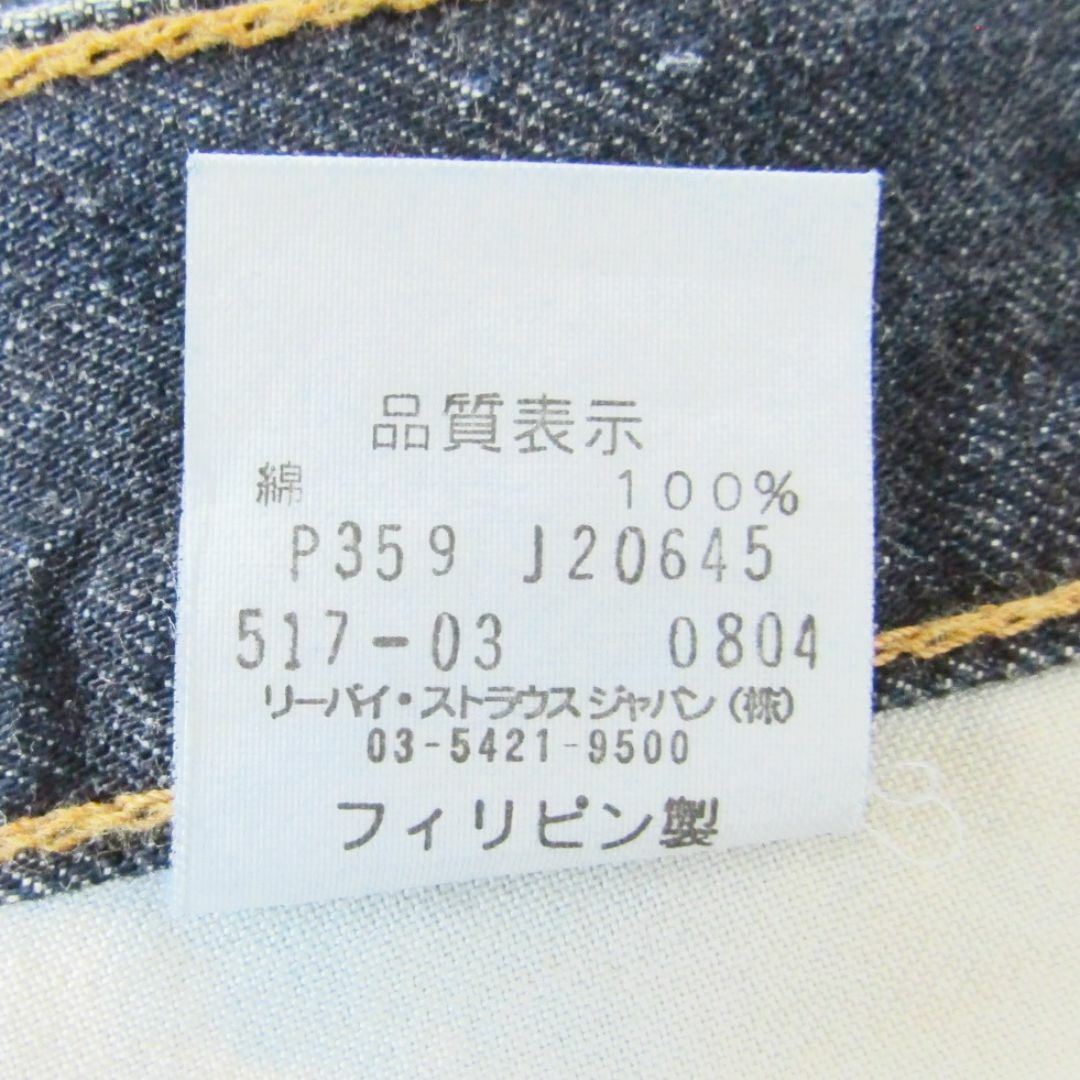 品質表示
綿 100%
P359 J20645
517-03 0804
リーバイ・ストラウスジャパン(株)
03-5421-9500
フィリピン製